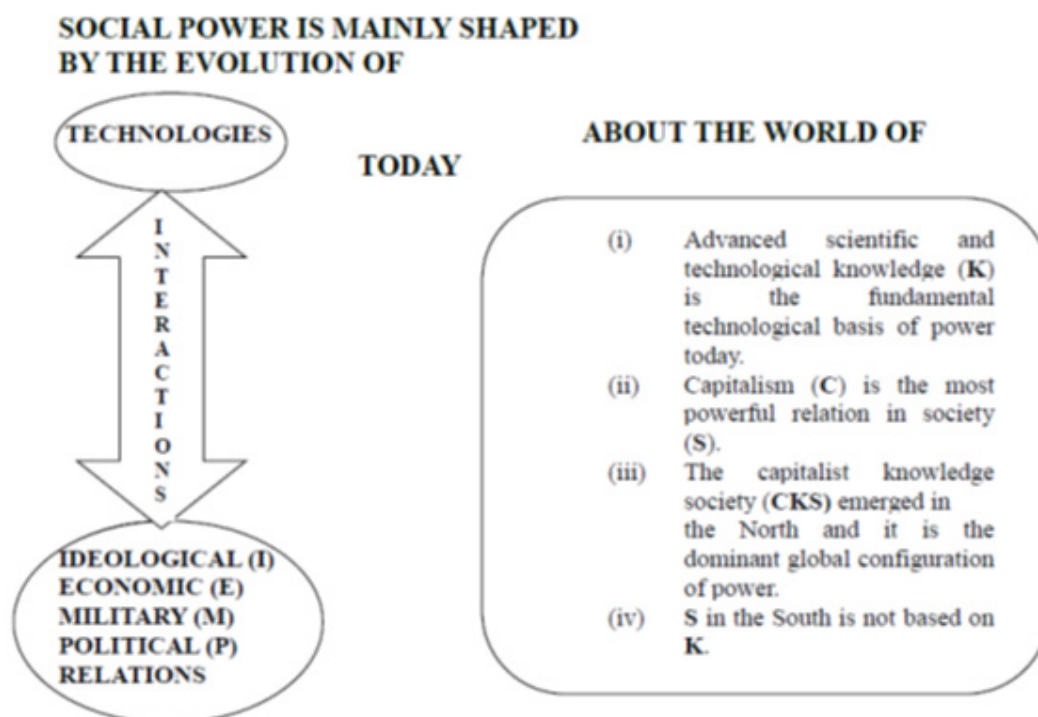 SOCIAL POWER IS MAINLY SHAPED
BY THE EVOLUTION OF
TECHNOLOGIES
INTERACTIONS
IDEOLOGICAL (I)
ECONOMIC (E)
MILITARY (M)
POLITICAL (P)
RELATIONS
ABOUT THE WORLD OF
TODAY
(i) Advanced scientific and
technological knowledge (K)
is the fundamental
technological basis of power
today.
(ii) Capitalism (C) is the most
powerful relation in society
(S).
(iii) The capitalist knowledge
society (CKS) emerged in
the North and it is the
dominant global configuration
of power.
(iv) S in the South is not based on
K.